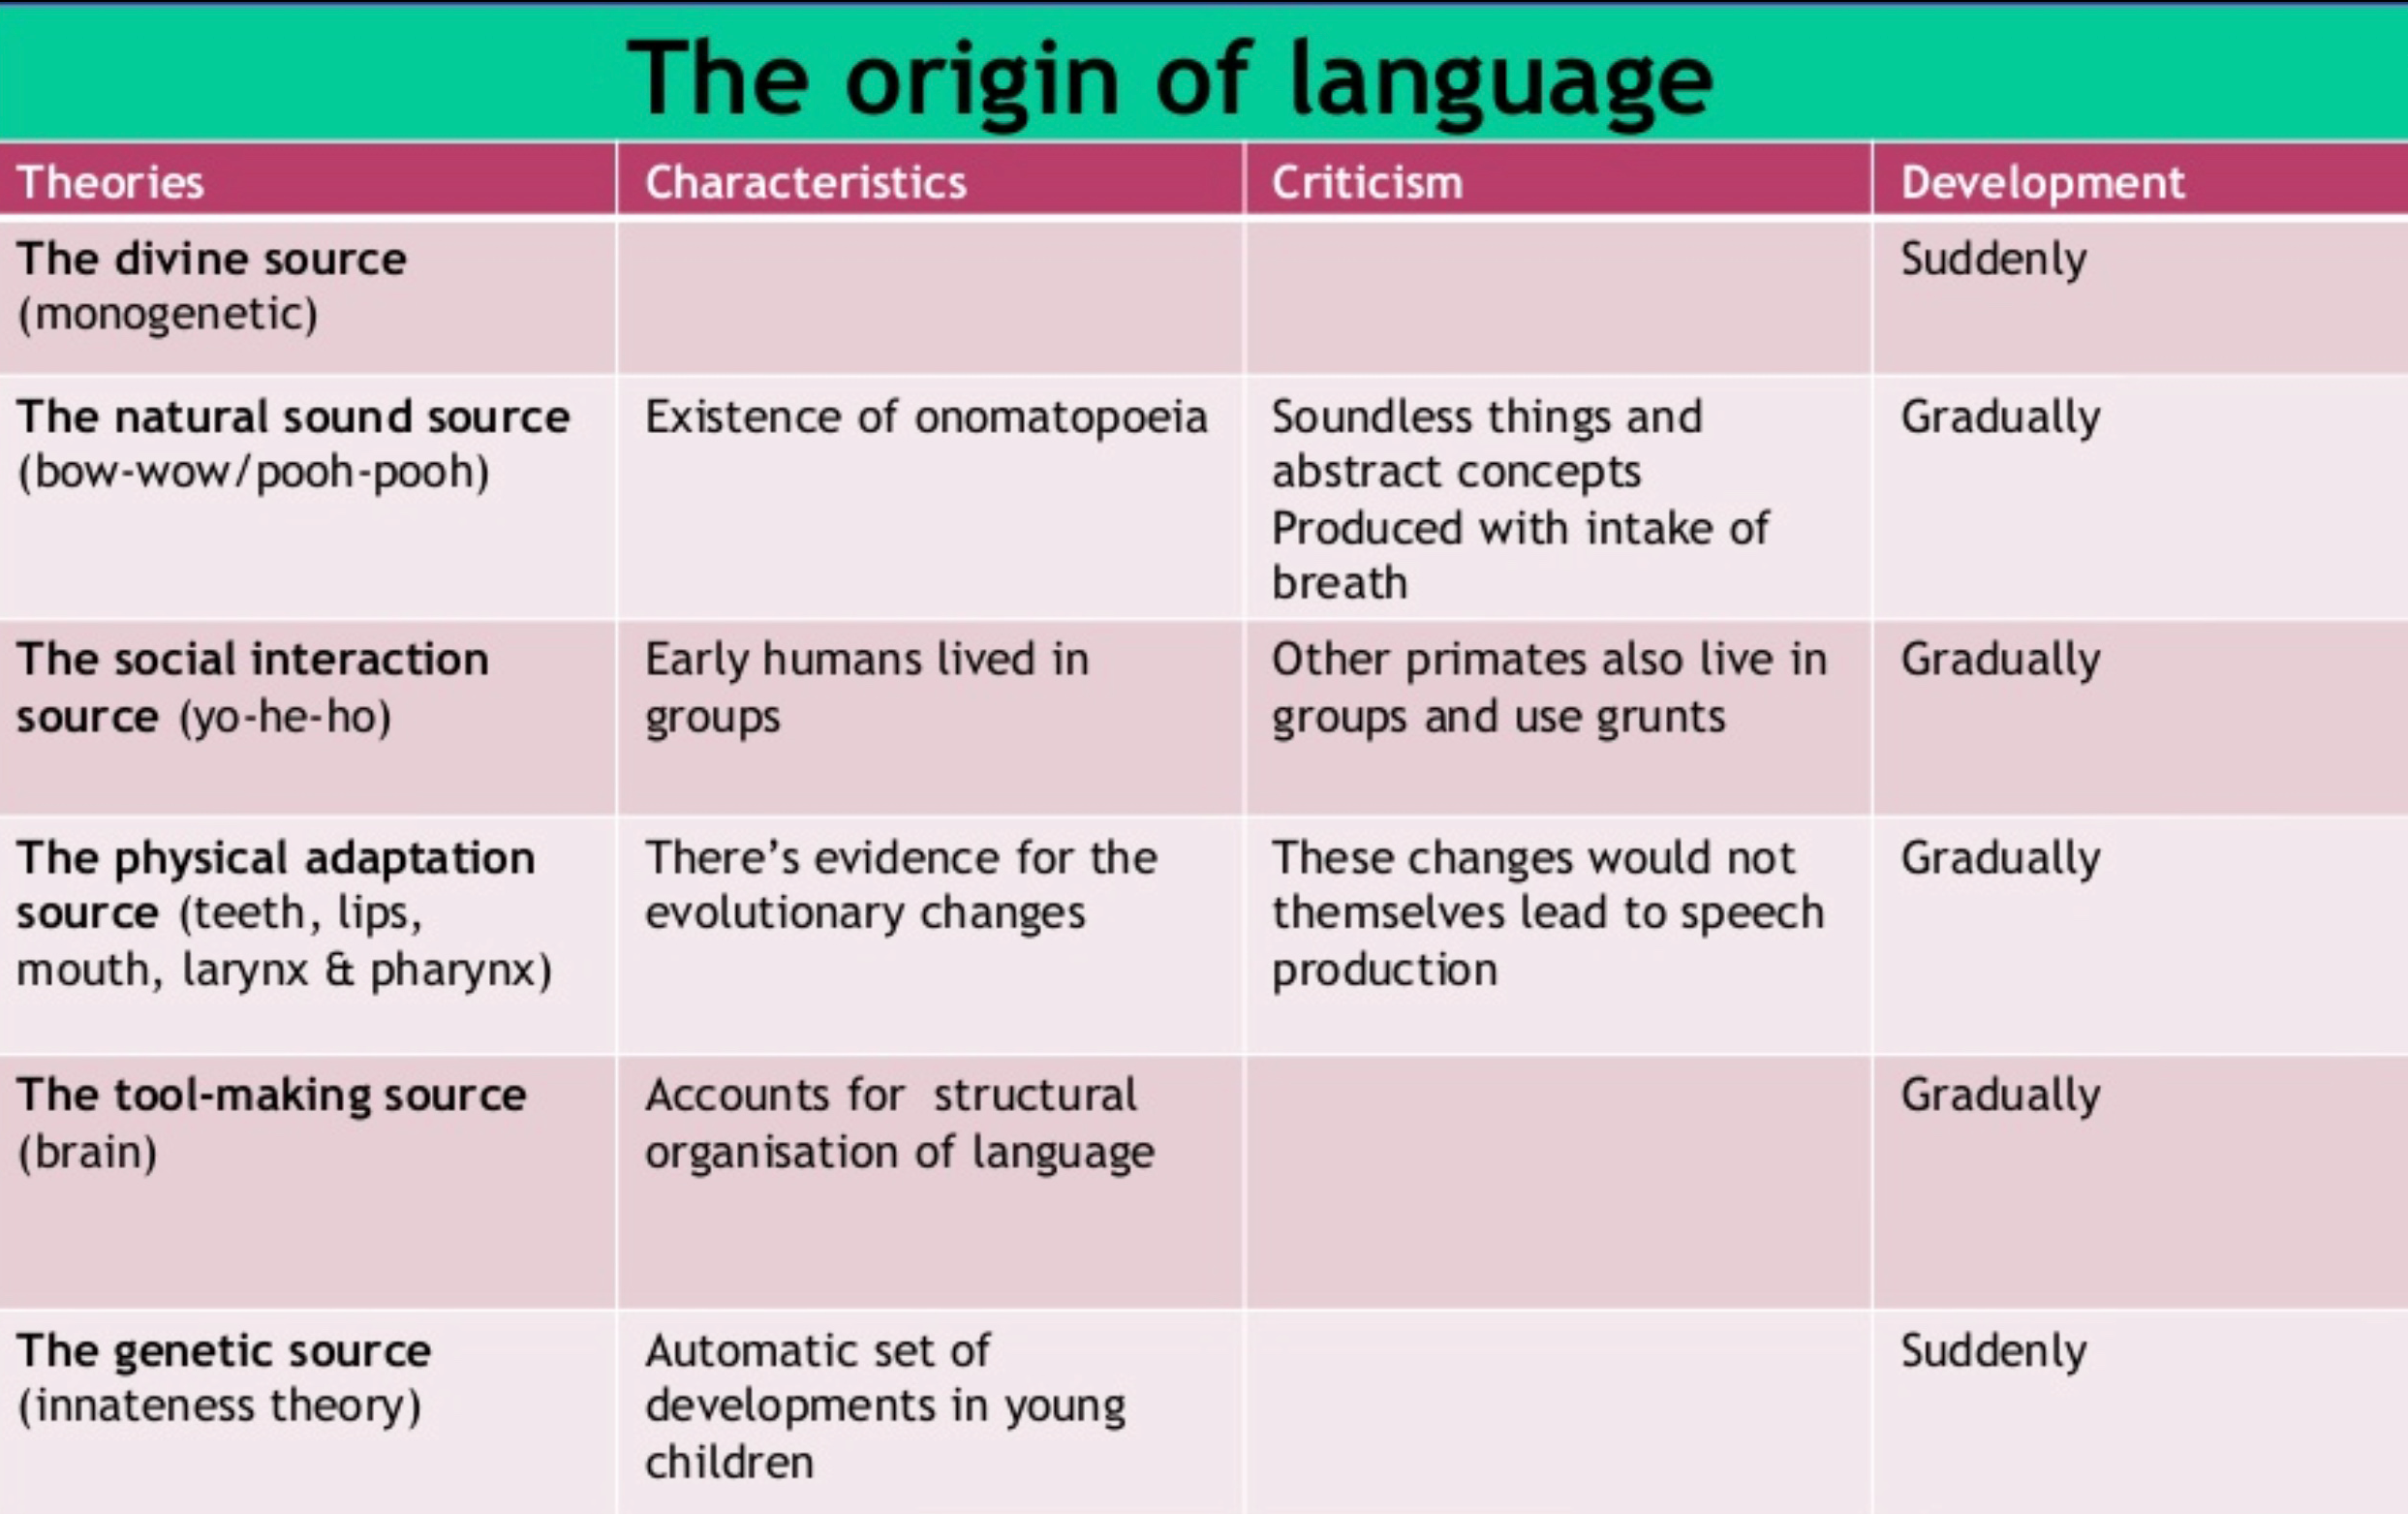 The origin of language
Theories
Characteristics
Criticism
Development
The divine source
(monogenetic)
Suddenly
The natural sound source
(bow-wow/pooh-pooh)
Existence of onomatopoeia
Soundless things and
abstract concepts
Produced with intake of
breath
Gradually
The social interaction
source (yo-he-ho)
Early humans lived in
groups
Other primates also live in
groups and use grunts
Gradually
The physical adaptation
source (teeth, lips,
mouth, larynx & pharynx)
There’s evidence for the
evolutionary changes
These changes would not
themselves lead to speech
production
Gradually
The tool-making source
(brain)
Accounts for  structural
organisation of language
Gradually
The genetic source
(innateness theory)
Automatic set of
developments in young
children
Suddenly